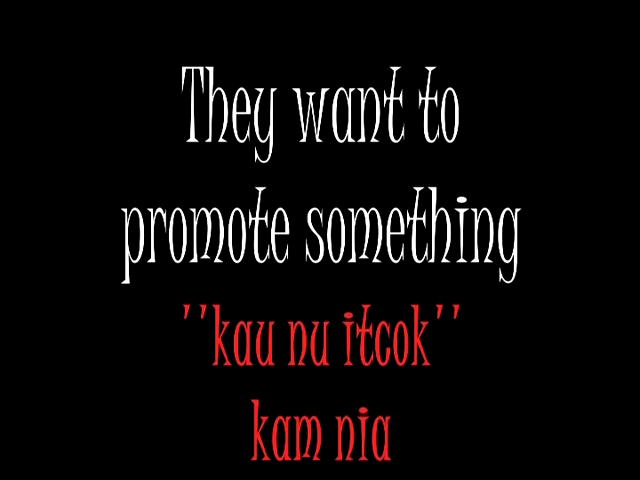 They want to
promote something
''kau nu itcok''
kam nia